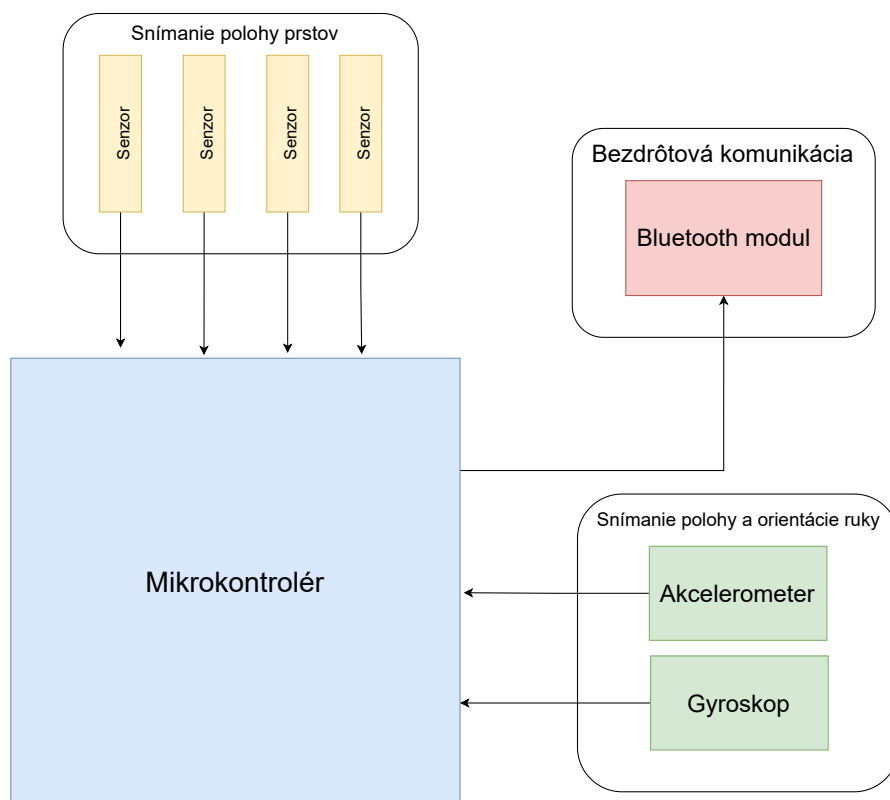 Snímanie polohy prstov
Senzor
Senzor
Senzor
Senzor
Bezdrôtová komunikácia
Bluetooth modul
Mikrokontrolér
Snímanie polohy a orientácie ruky
Akcelerometer
Gyroskop